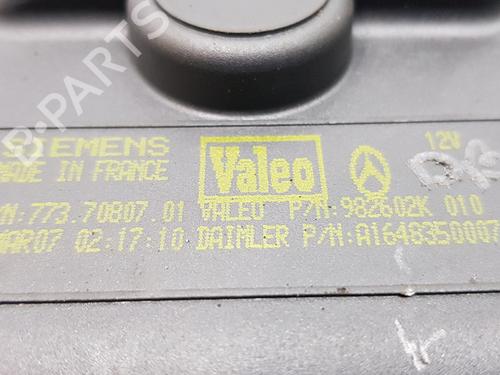 SIEMENS
MADE IN FRANCE
Valeo
12V
N:773.70807.01 VALEO P/N:982602K 010
MAR07 02:17:10 DAIMLER P/N:A1648350007
B-PARTS